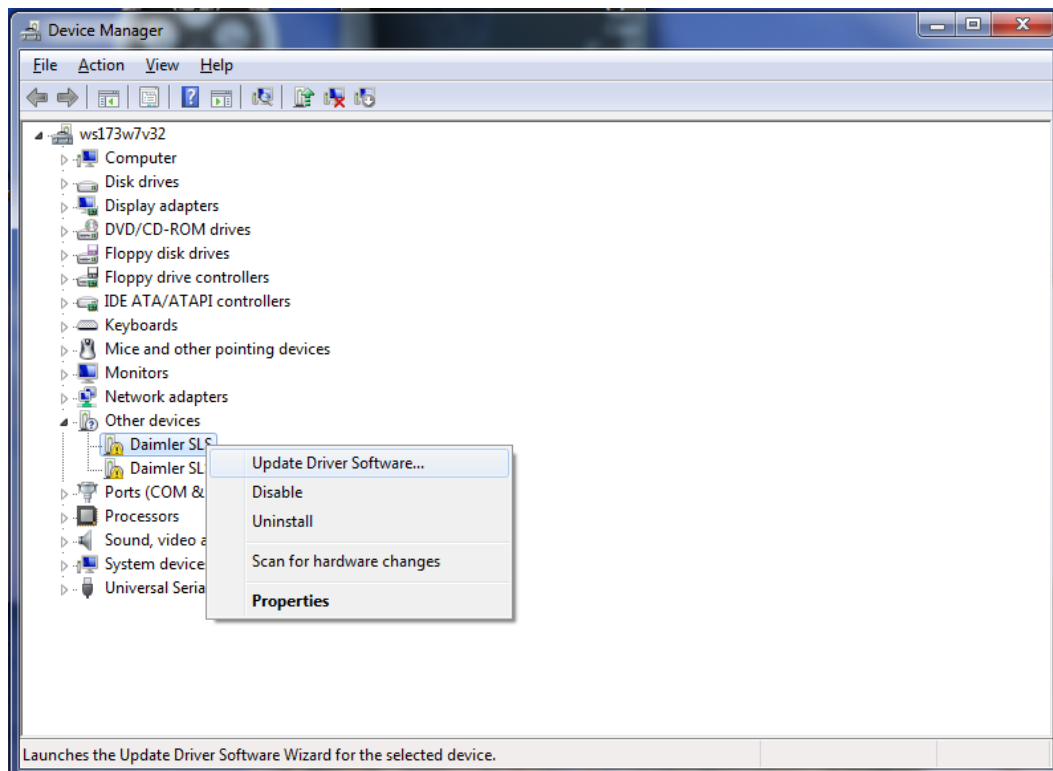 Device Manager
File Action View Help
ws173w7v32
Computer
Disk drives
Display adapters
DVD/CD-ROM drives
Floppy disk drives
Floppy drive controllers
IDE ATA/ATAPI controllers
Keyboards
Mice and other pointing devices
Monitors
Network adapters
Other devices
Daimler SLS
Daimler SL
Ports (COM &
Processors
Sound, video a
System device
Universal Seria
Update Driver Software...
Disable
Uninstall
Scan for hardware changes
Properties
Launches the Update Driver Software Wizard for the selected device.